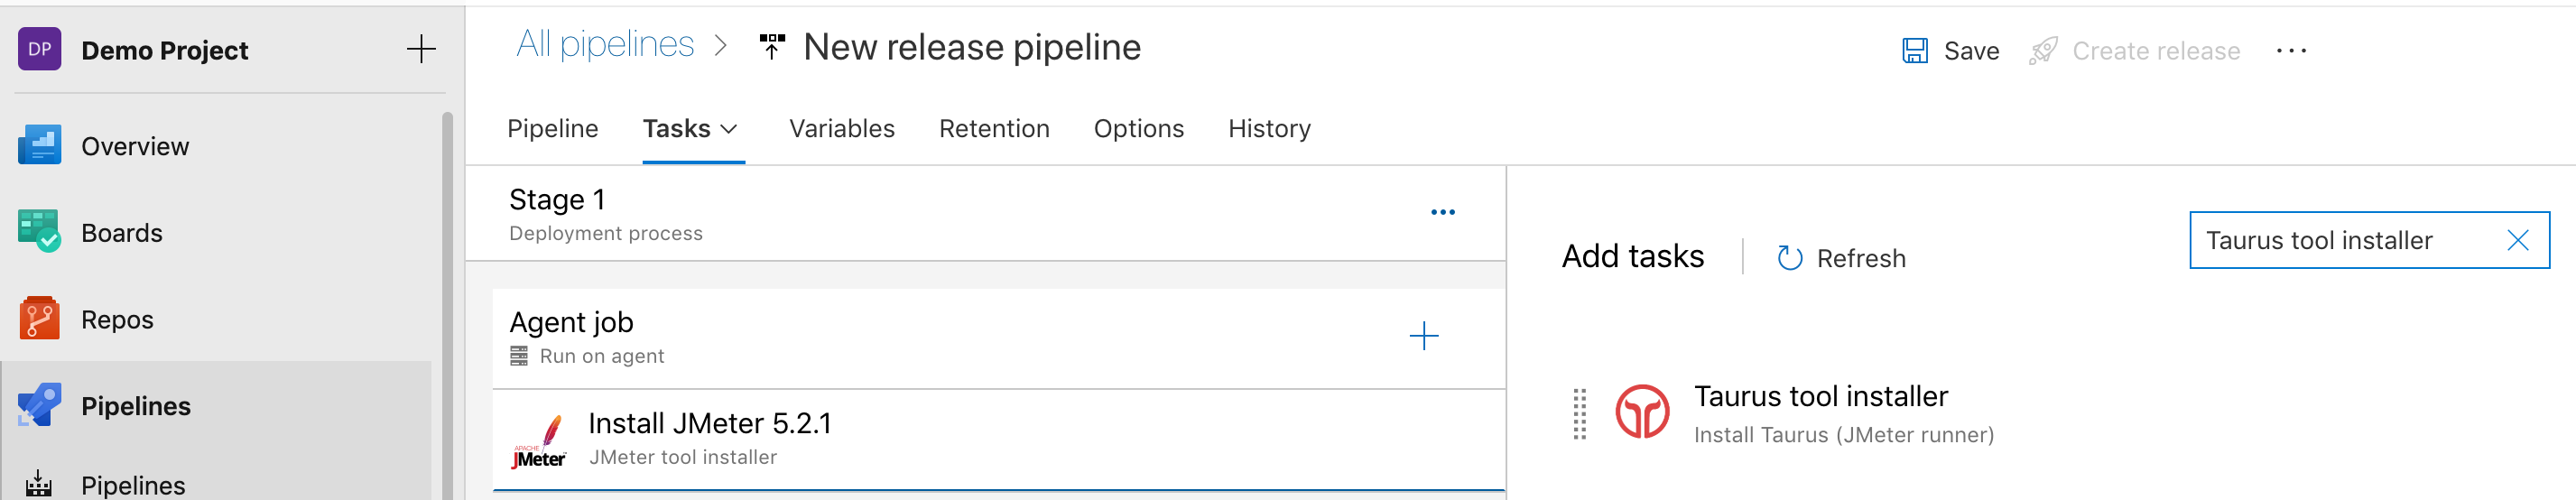 DP Demo Project
Overview
Boards
Repos
Pipelines
Pipelines
All pipelines > New release pipeline
Save Create release ...
Pipeline Tasks Variables Retention Options History
Stage 1
Deployment process
Agent job
Run on agent
APACHE JMeter
Install JMeter 5.2.1
JMeter tool installer
Add tasks Refresh
Taurus tool installer
Taurus tool installer
Install Taurus (JMeter runner)